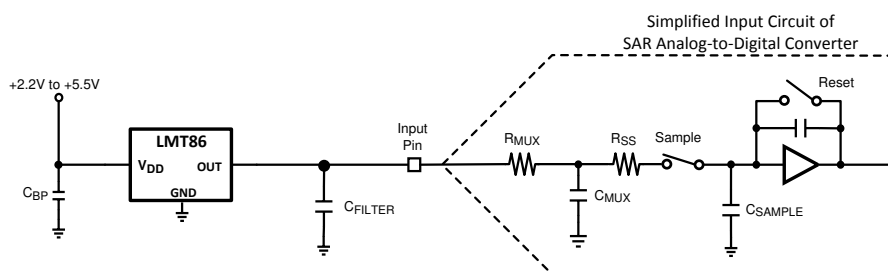 Simplified Input Circuit of
SAR Analog-to-Digital Converter
+2.2V to +5.5V
Reset
LMT86
Input
Pin
RMUX
RSS
Sample
VDD
OUT
GND
CBP
CFILTER
CMUX
CSAMPLE